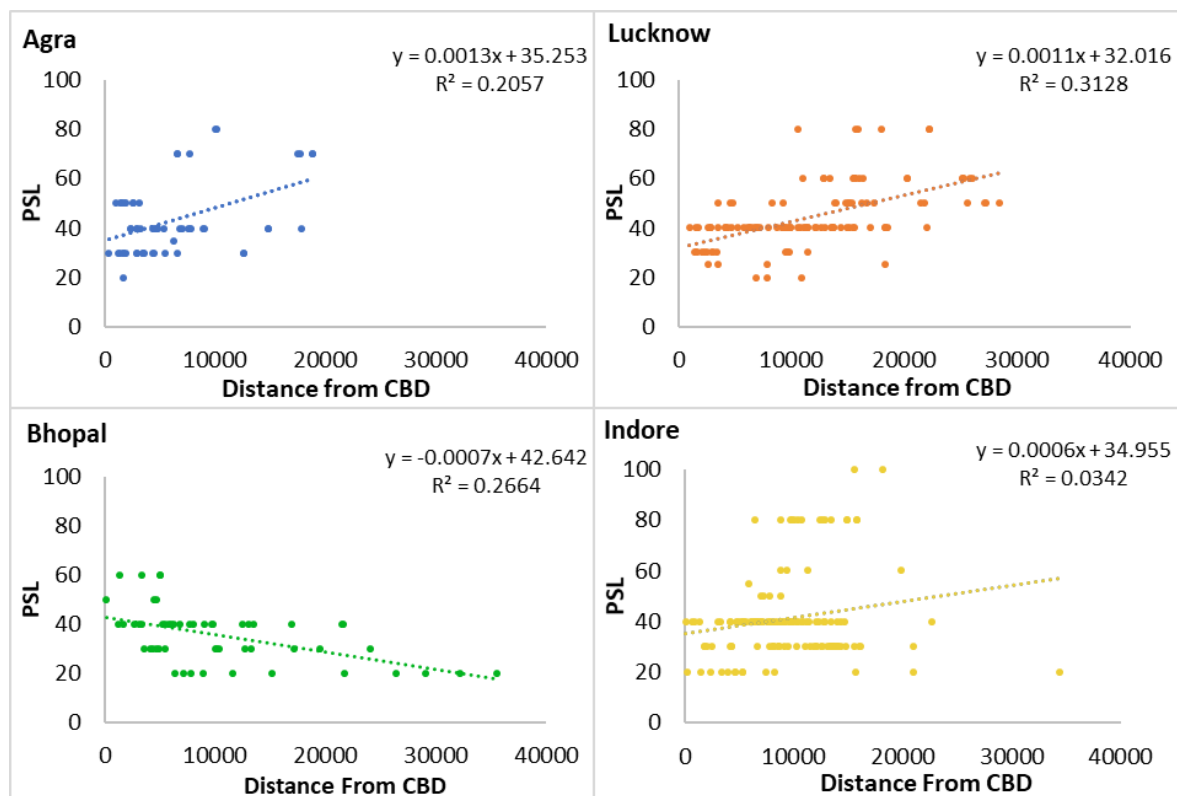 Agra
y = 0.0013x + 35.253
R² = 0.2057
100
80
60
40
20
0
PSL
0 10000 20000 30000 40000
Distance from CBD
Lucknow
y = 0.0011x + 32.016
R² = 0.3128
100
80
60
40
20
0
PSL
0 10000 20000 30000 40000
Distance from CBD
Bhopal
y = -0.0007x + 42.642
R² = 0.2664
100
80
60
40
20
0
PSL
0 10000 20000 30000 40000
Distance From CBD
Indore
y = 0.0006x + 34.955
R² = 0.0342
100
80
60
40
20
0
PSL
0 10000 20000 30000 40000
Distance From CBD